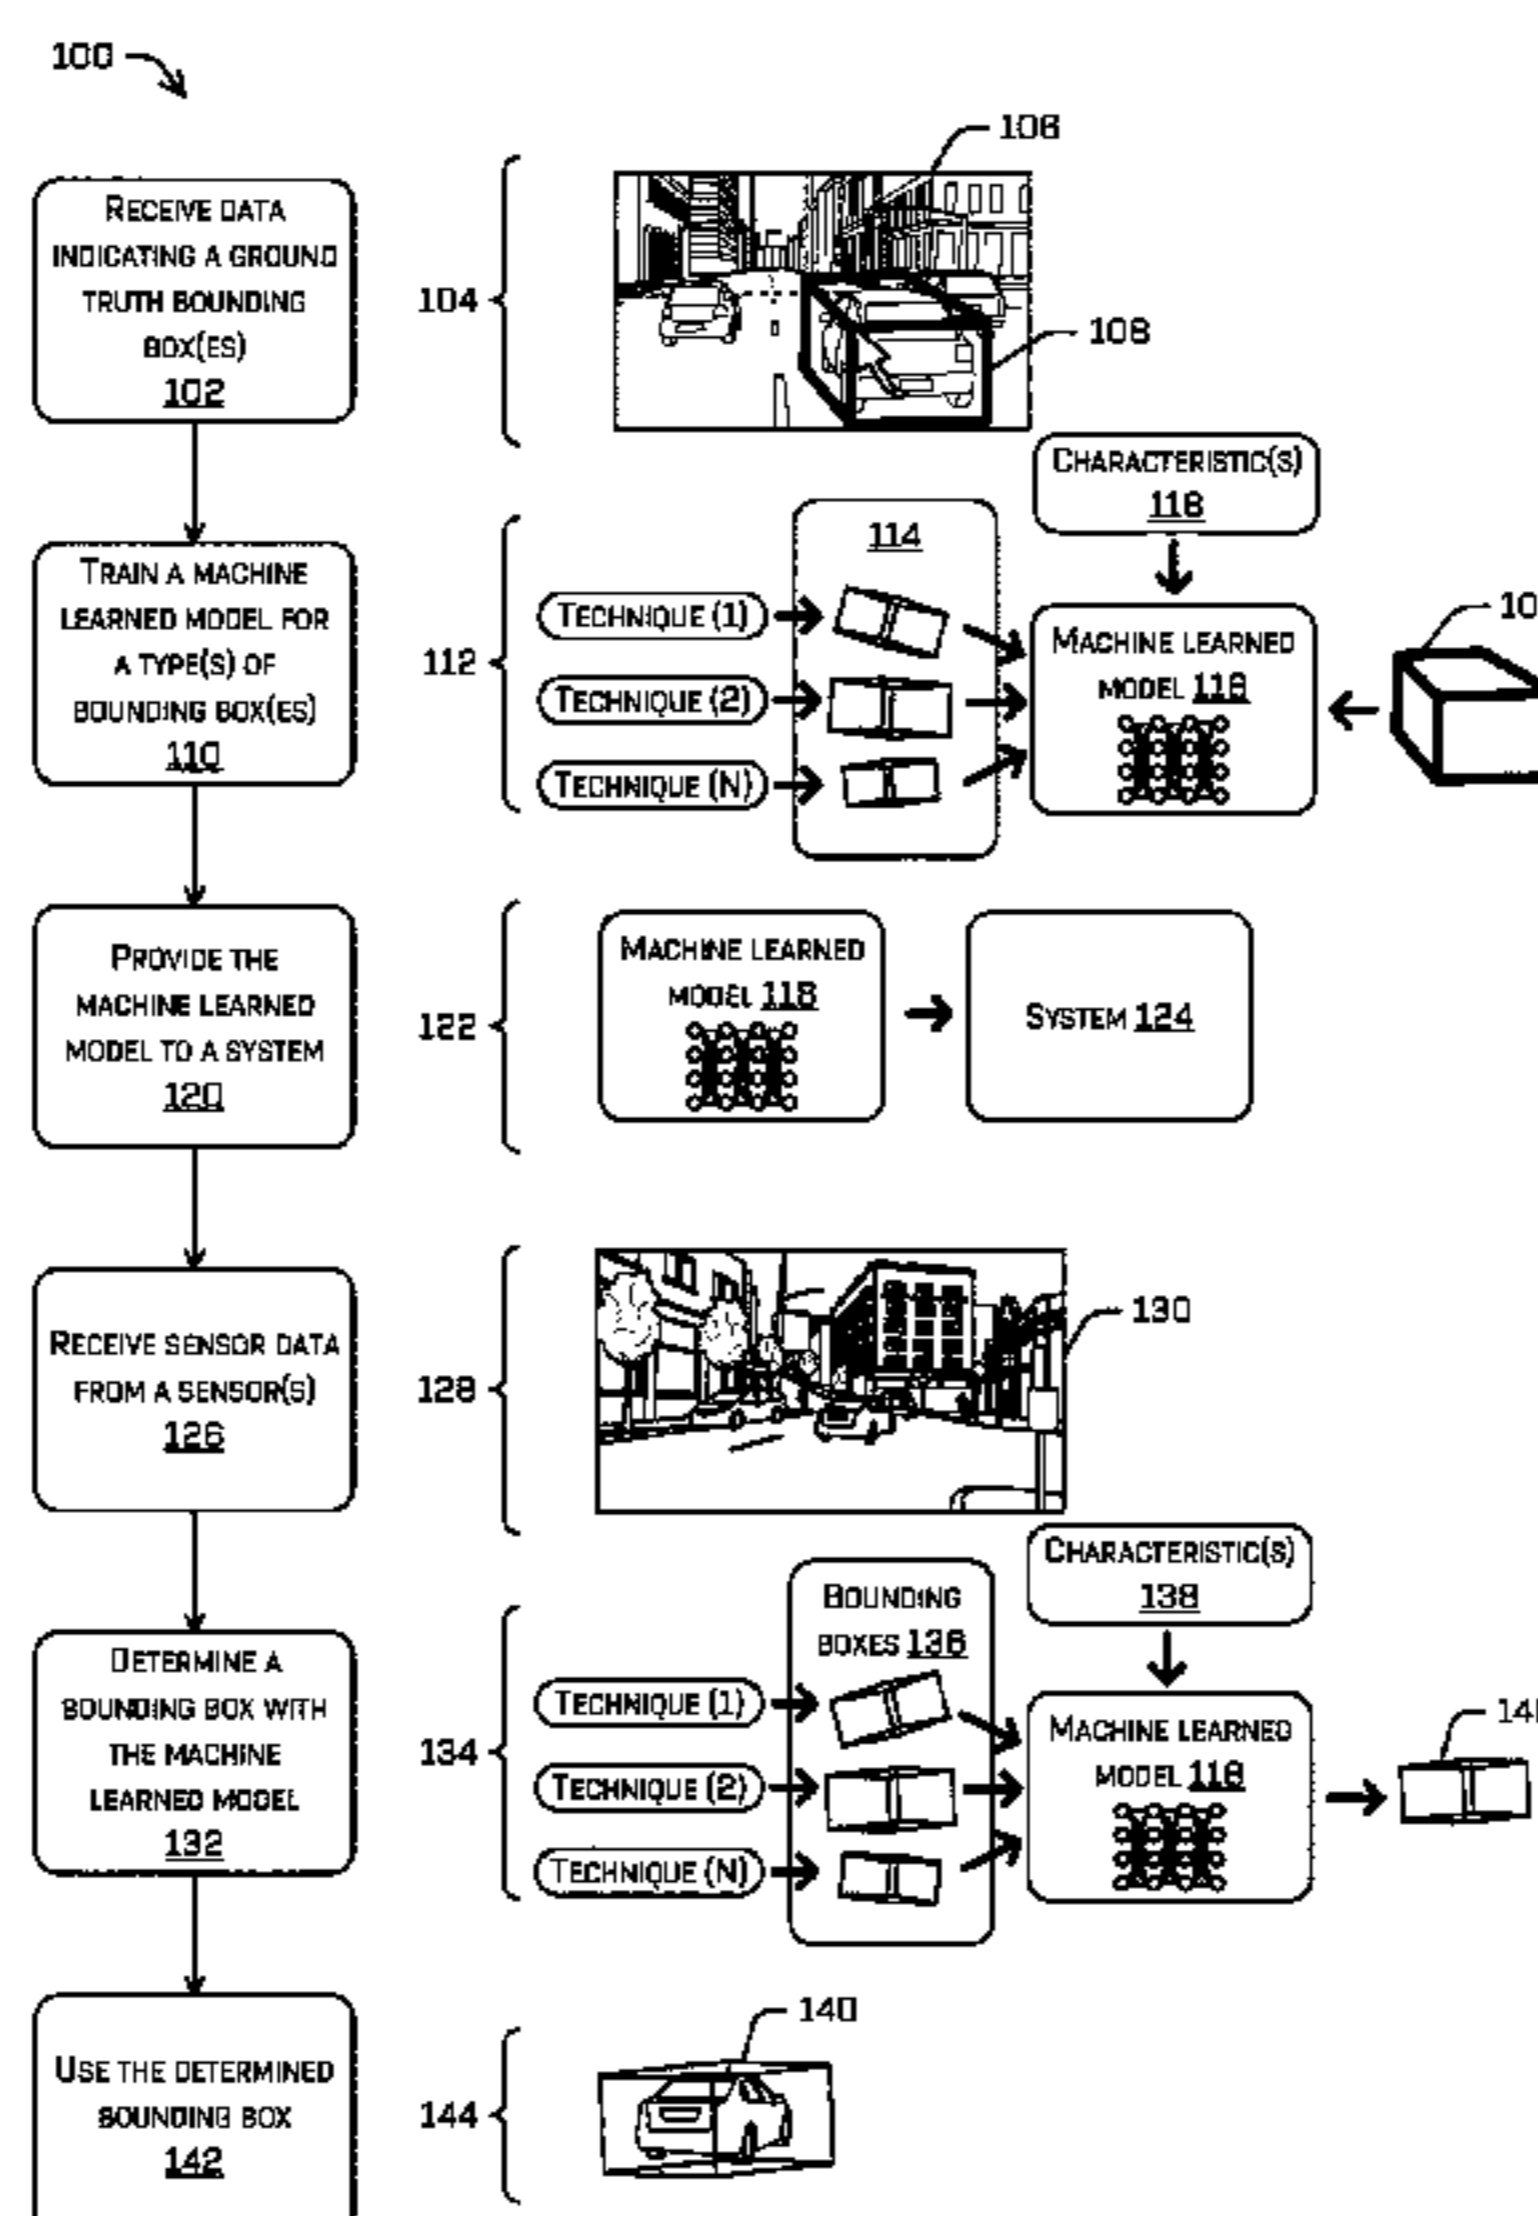 100
RECEIVE DATA
INDICATING A GROUND
TRUTH BOUNDING
BOX(ES)
102
104
106
108
TRAIN A MACHINE
LEARNED MODEL FOR
A TYPE(S) OF
BOUNDING BOX(ES)
110
112
TECHNIQUE (1)
TECHNIQUE (2)
TECHNIQUE (N)
114
CHARACTERISTIC(S)
118
MACHINE LEARNED
MODEL 116
PROVIDE THE
MACHINE LEARNED
MODEL TO A SYSTEM
120
122
MACHINE LEARNED
MODEL 116
SYSTEM 124
RECEIVE SENSOR DATA
FROM A SENSOR(S)
126
128
130
DETERMINE A
BOUNDING BOX WITH
THE MACHINE
LEARNED MODEL
132
134
TECHNIQUE (1)
TECHNIQUE (2)
TECHNIQUE (N)
BOUNDING
BOXES 136
CHARACTERISTIC(S)
138
MACHINE LEARNED
MODEL 116
USE THE DETERMINED
BOUNDING BOX
142
144
140